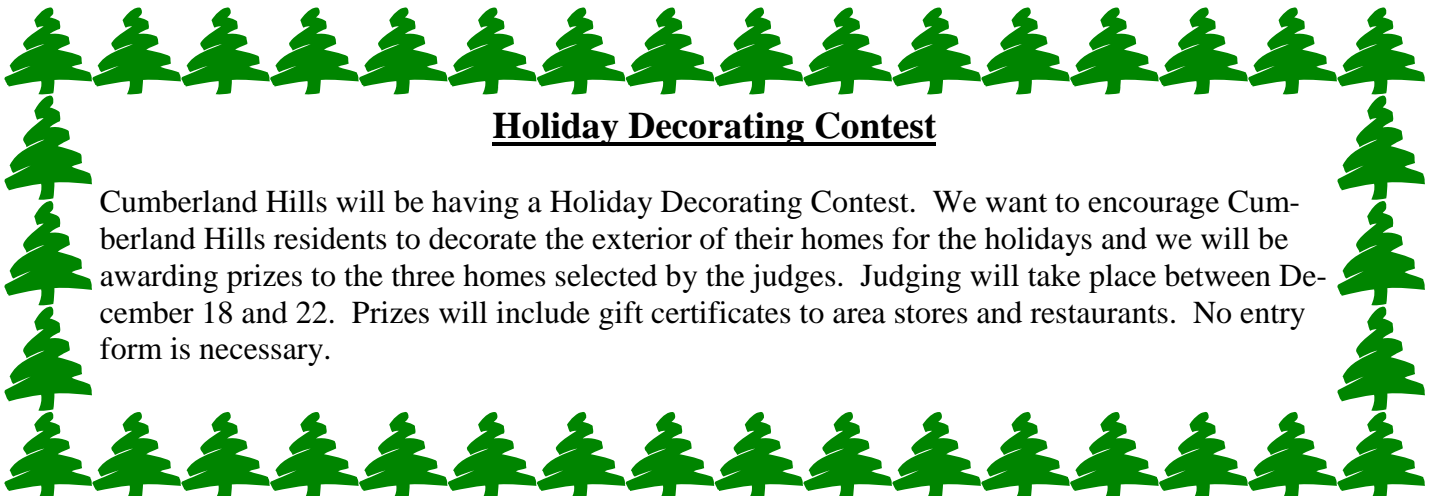 Holiday Decorating Contest
Cumberland Hills will be having a Holiday Decorating Contest.  We want to encourage Cum-
berland Hills residents to decorate the exterior of their homes for the holidays and we will be
awarding prizes to the three homes selected by the judges.  Judging will take place between De-
cember 18 and 22.  Prizes will include gift certificates to area stores and restaurants.  No entry
form is necessary.